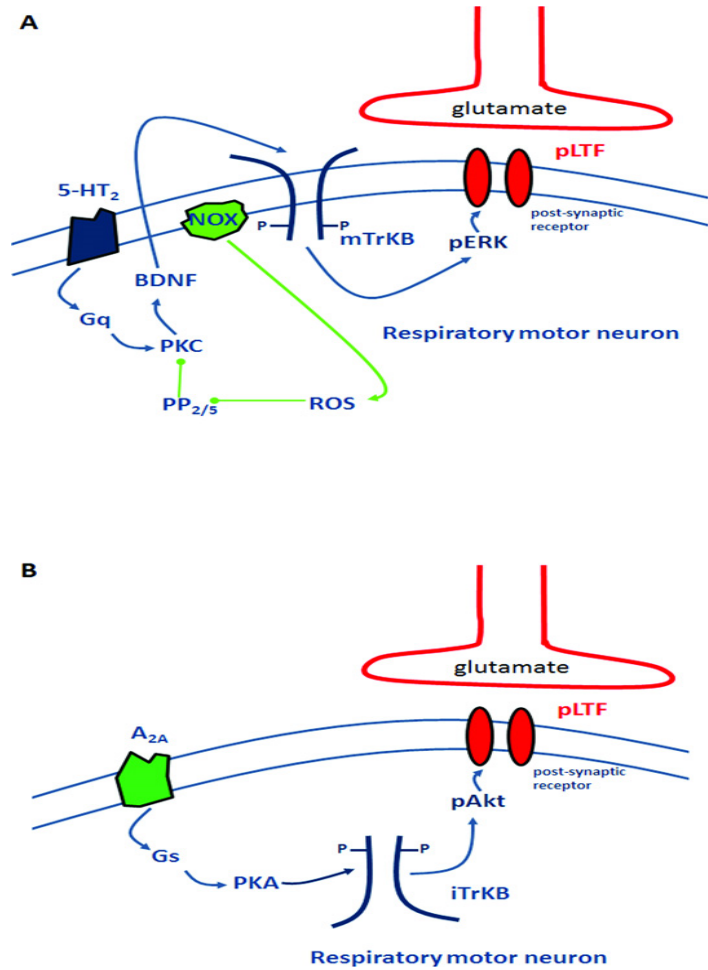 A
glutamate
pLTF
5-HT2
NOX
post-synaptic
receptor
P
P
mTrKB
pERK
BDNF
Gq
Respiratory motor neuron
PKC
PP2/5
ROS
B
glutamate
pLTF
A2A
post-synaptic
receptor
pAkt
P
P
Gs
PKA
iTrKB
Respiratory motor neuron